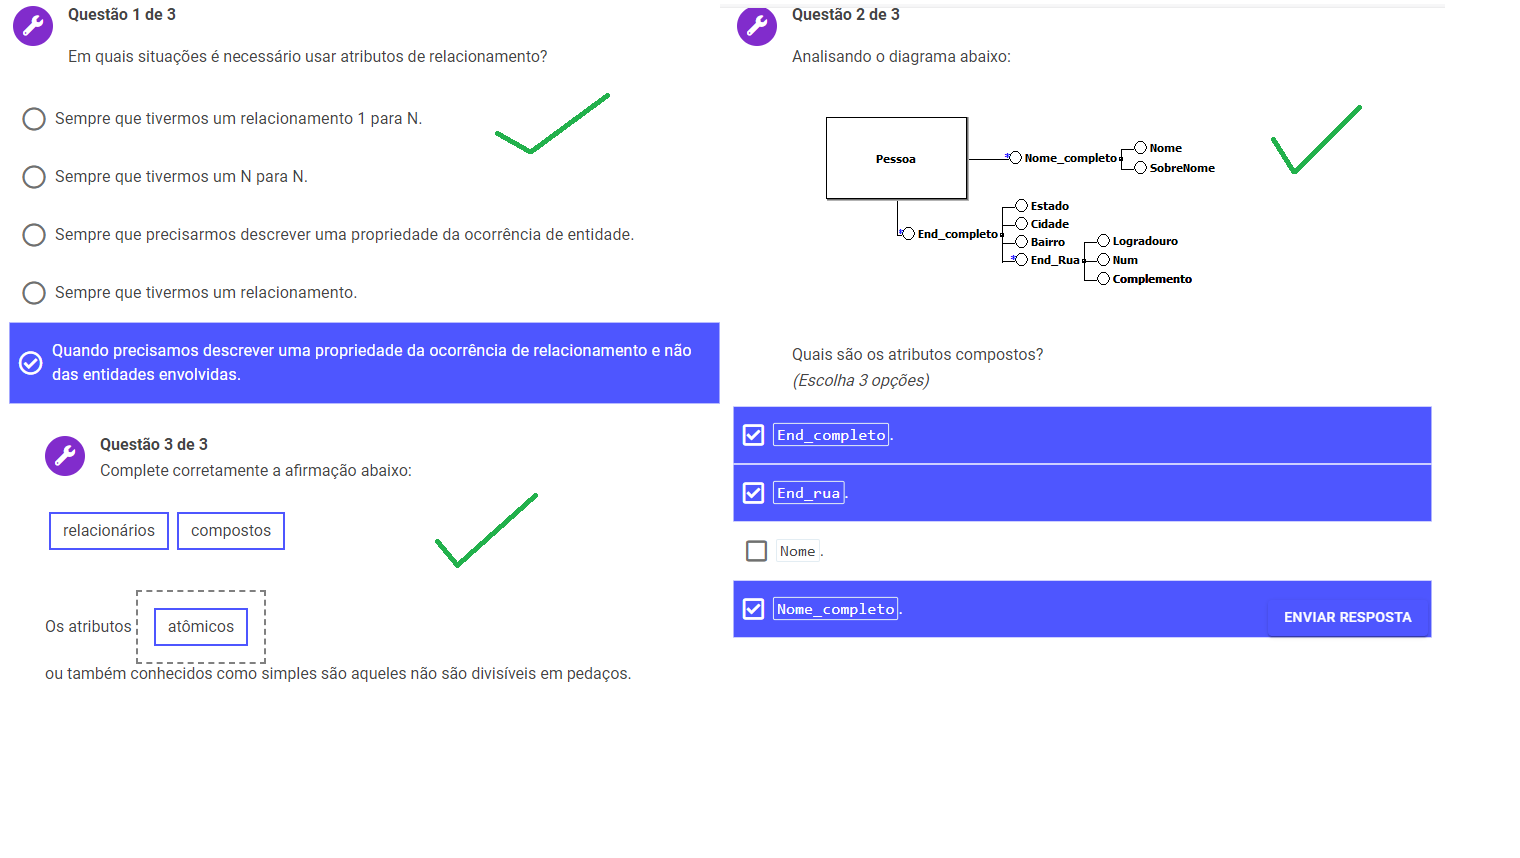 Questão 1 de 3
Em quais situações é necessário usar atributos de relacionamento?
Sempre que tivermos um relacionamento 1 para N.
Sempre que tivermos um N para N.
Sempre que precisarmos descrever uma propriedade da ocorrência de entidade.
Sempre que tivermos um relacionamento.
Quando precisamos descrever uma propriedade da ocorrência de relacionamento e não
das entidades envolvidas.
Questão 3 de 3
Complete corretamente a afirmação abaixo:
relacionários compostos
Os atributos atômicos
ou também conhecidos como simples são aqueles não são divisíveis em pedaços.
Questão 2 de 3
Analisando o diagrama abaixo:
Pessoa
*Nome_completo
Nome
SobreNome
*End_completo
Estado
Cidade
Bairro
*End_Rua
Logradouro
Num
Complemento
Quais são os atributos compostos?
(Escolha 3 opções)
End_completo.
End_rua.
Nome.
Nome_completo.
ENVIAR RESPOSTA